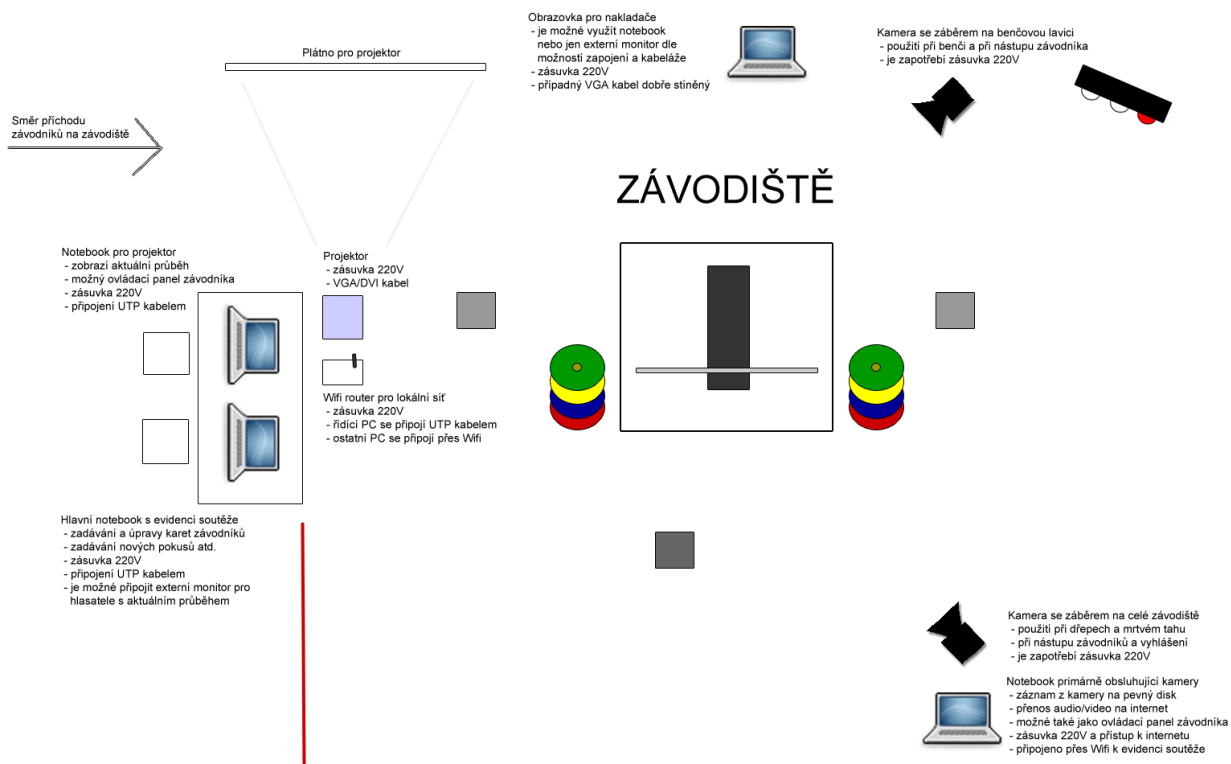 Obrazovka pro nakladače
- je možné využít notebook
nebo jen externí monitor dle
možností zapojení a kabeláže
- zásuvka 220V
- případný VGA kabel dobře stíněný
Kamera se záběrem na benčovou lavici
- použití při benči a při nástupu závodníka
- je zapotřebí zásuvka 220V
Plátno pro projektor
Směr příchodu
závodníků na závodiště
ZÁVODIŠTĚ
Notebook pro projektor
- zobrazí aktuální průběh
- možný ovládací panel závodníka
- zásuvka 220V
- připojení UTP kabelem
Projektor
- zásuvka 220V
- VGA/DVI kabel
Wifi router pro lokální síť
- zásuvka 220V
- řídící PC se připojí UTP kabelem
- ostatní PC se připojí přes Wifi
Hlavní notebook s evidencí soutěže
- zadávání a úpravy karet závodníků
- zadávání nových pokusů atd.
- zásuvka 220V
- připojení UTP kabelem
- je možné připojit externí monitor pro
hlasatele s aktuálním průběhem
Kamera se záběrem na celé závodiště
- použití při dřepech a mrtvém tahu
- při nástupu závodníků a vyhlášení
- je zapotřebí zásuvka 220V
Notebook primárně obsluhující kamery
- záznam z kamery na pevný disk
- přenos audio/video na internet
- možné také jako ovládací panel závodníka
- zásuvka 220V a přístup k internetu
- připojeno přes Wifi k evidenci soutěže